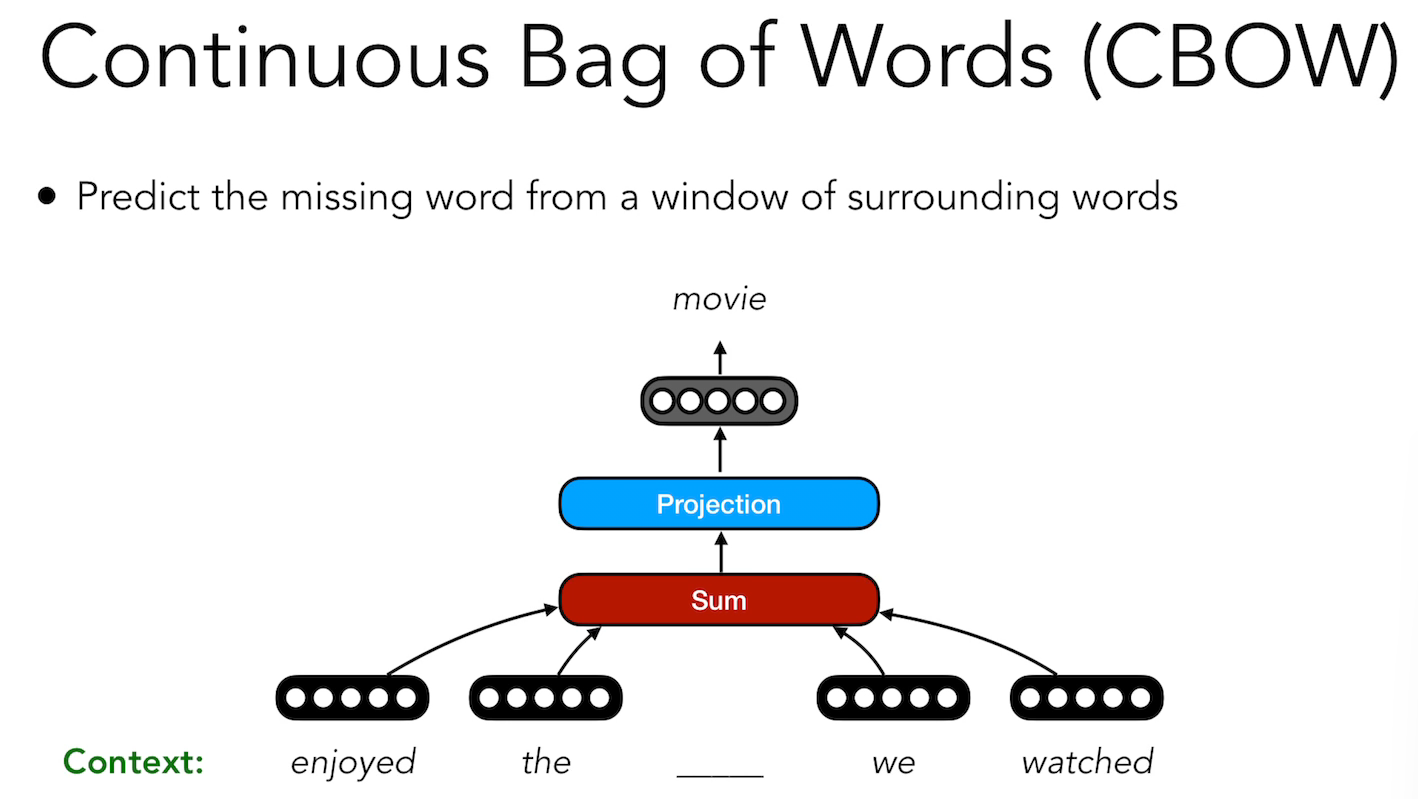 Continuous Bag of Words (CBOW)
• Predict the missing word from a window of surrounding words
movie
Projection
Sum
Context: enjoyed the _____ we watched